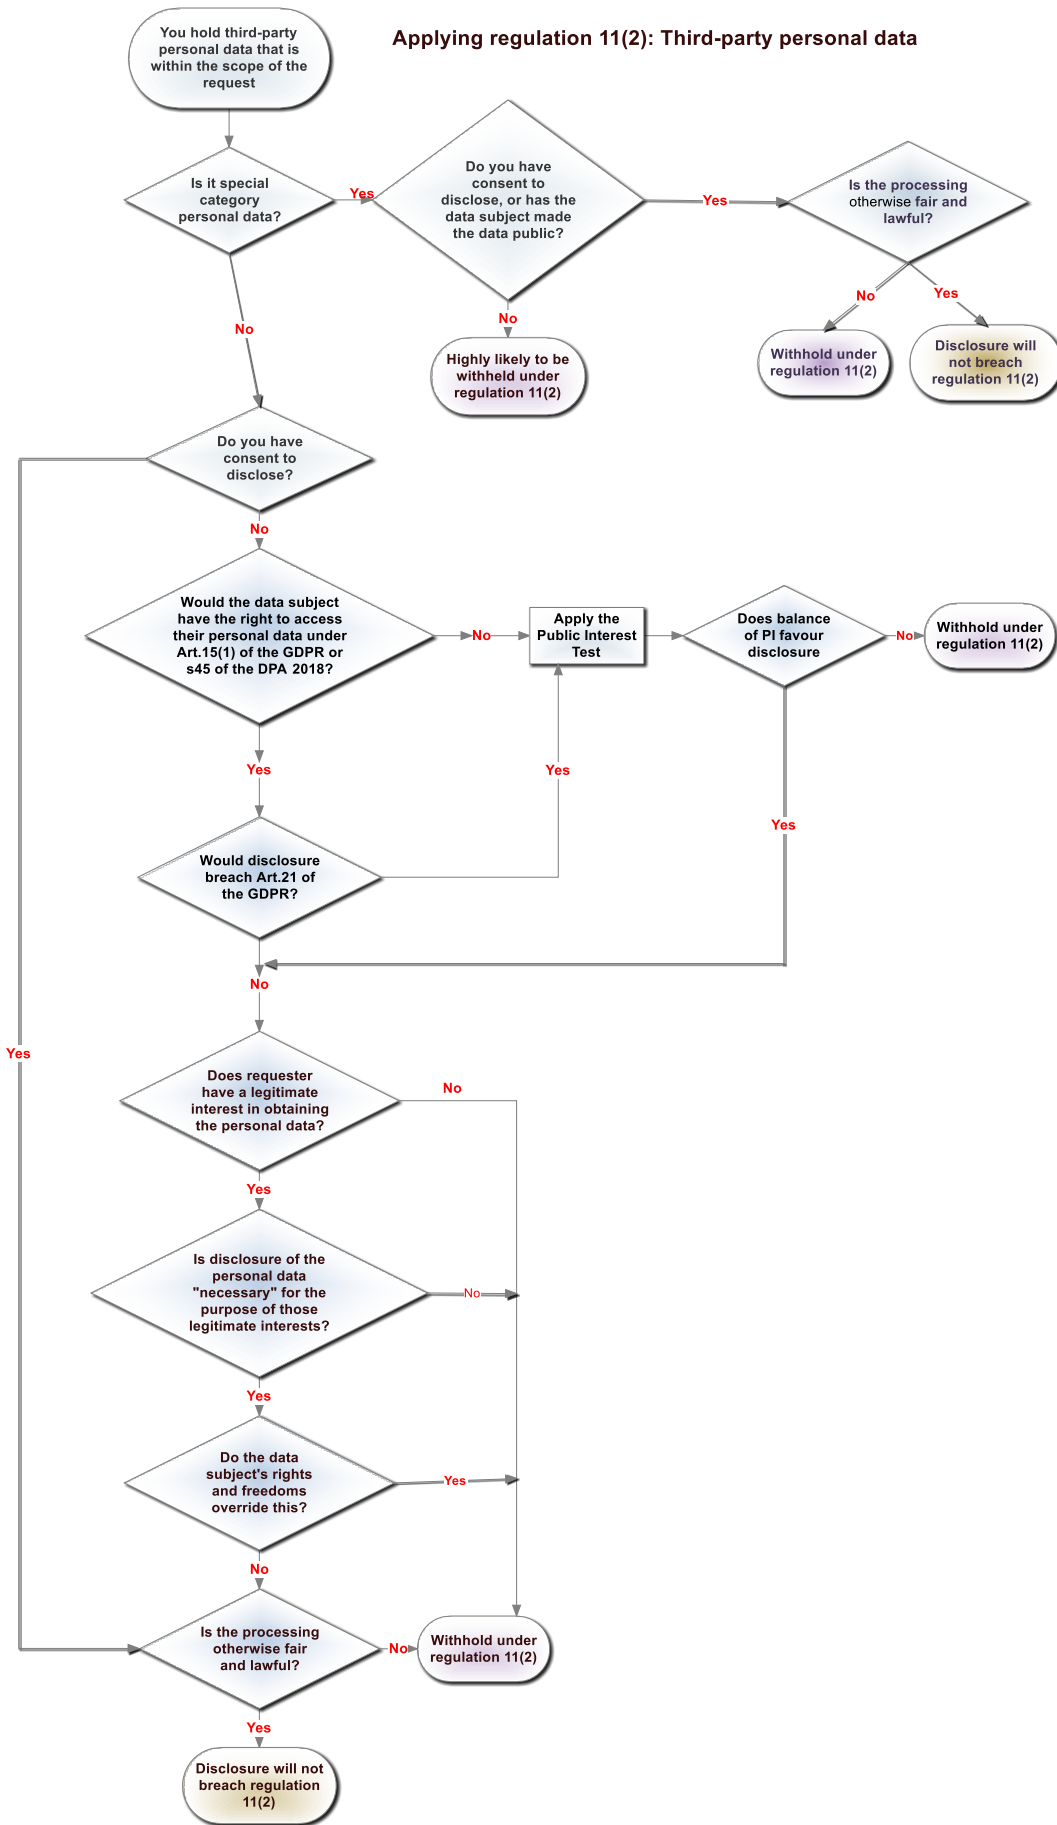 Applying regulation 11(2): Third-party personal data
You hold third-party
personal data that is
within the scope of the
request
Is it special
category
personal data?
Yes
Do you have
consent to
disclose, or has the
data subject made
the data public?
Yes
Is the processing
otherwise fair and
lawful?
No
Yes
No
No
Withhold under
regulation 11(2)
Disclosure will
not breach
regulation 11(2)
Highly likely to be
withheld under
regulation 11(2)
Do you have
consent to
disclose?
No
Would the data subject
have the right to access
their personal data under
Art.15(1) of the GDPR or
s45 of the DPA 2018?
No
Apply the
Public Interest
Test
Does balance
of PI favour
disclosure
No
Withhold under
regulation 11(2)
Yes
Yes
Yes
Would disclosure
breach Art.21 of
the GDPR?
No
Yes
Does requester
have a legitimate
interest in obtaining
the personal data?
No
Yes
Is disclosure of the
personal data
"necessary" for the
purpose of those
legitimate interests?
No
Yes
Do the data
subject's rights
and freedoms
override this?
Yes
No
Is the processing
otherwise fair
and lawful?
No
Withhold under
regulation 11(2)
Yes
Disclosure will not
breach regulation
11(2)